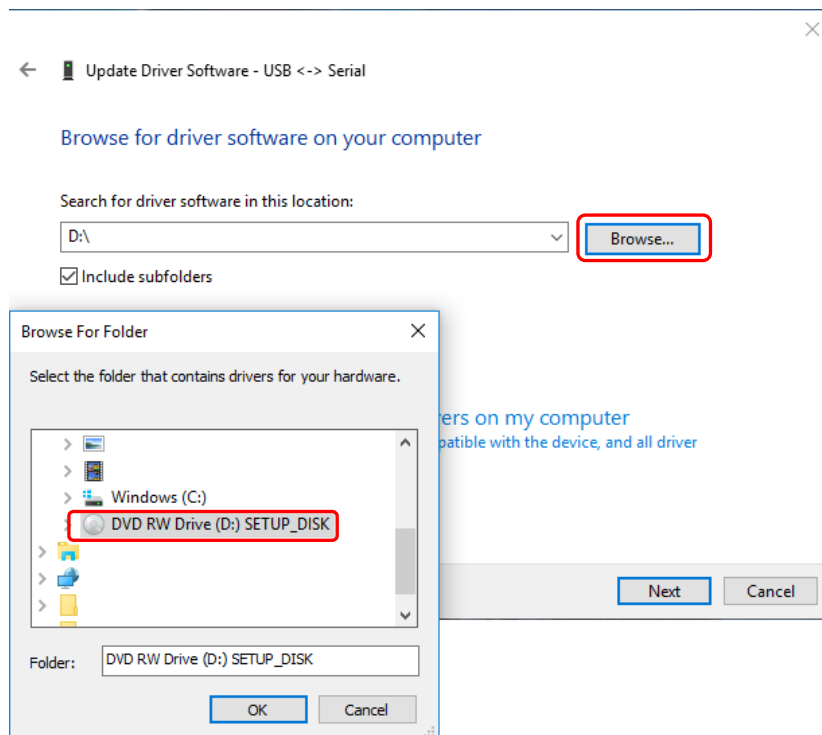 Update Driver Software - USB <-> Serial
Browse for driver software on your computer
Search for driver software in this location:
D:\
Browse...
Include subfolders
Browse For Folder
Select the folder that contains drivers for your hardware.
ers on my computer
patible with the device, and all driver
Windows (C:)
DVD RW Drive (D:) SETUP_DISK
Next
Cancel
Folder:
DVD RW Drive (D:) SETUP_DISK
OK
Cancel